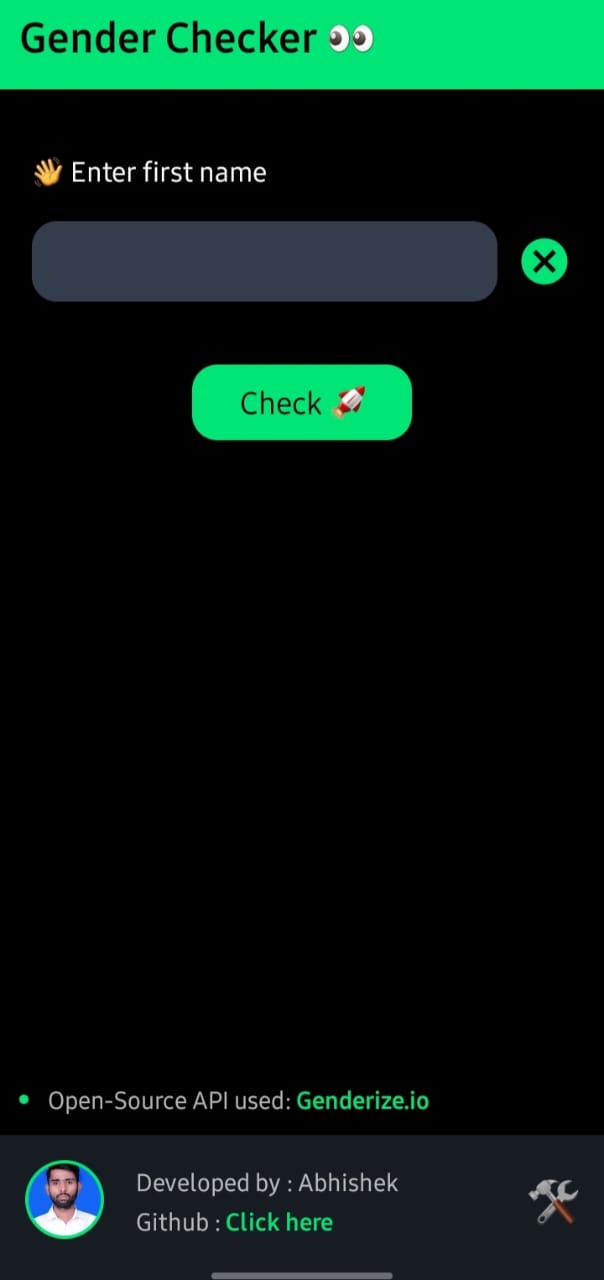 Gender Checker 👀
👋 Enter first name
Check 🚀
Open-Source API used: Genderize.io
Developed by : Abhishek
Github : Click here